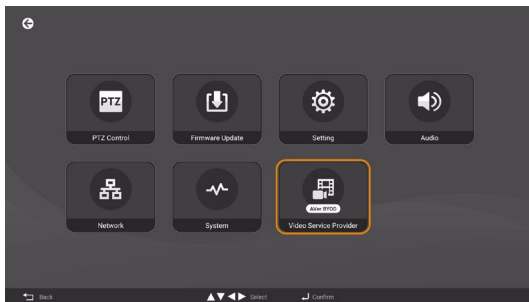 PTZ
PTZ Control
Firmware Update
Setting
Audio
AVer BYOD
Network
System
Video Service Provider
Back
Select
Confirm